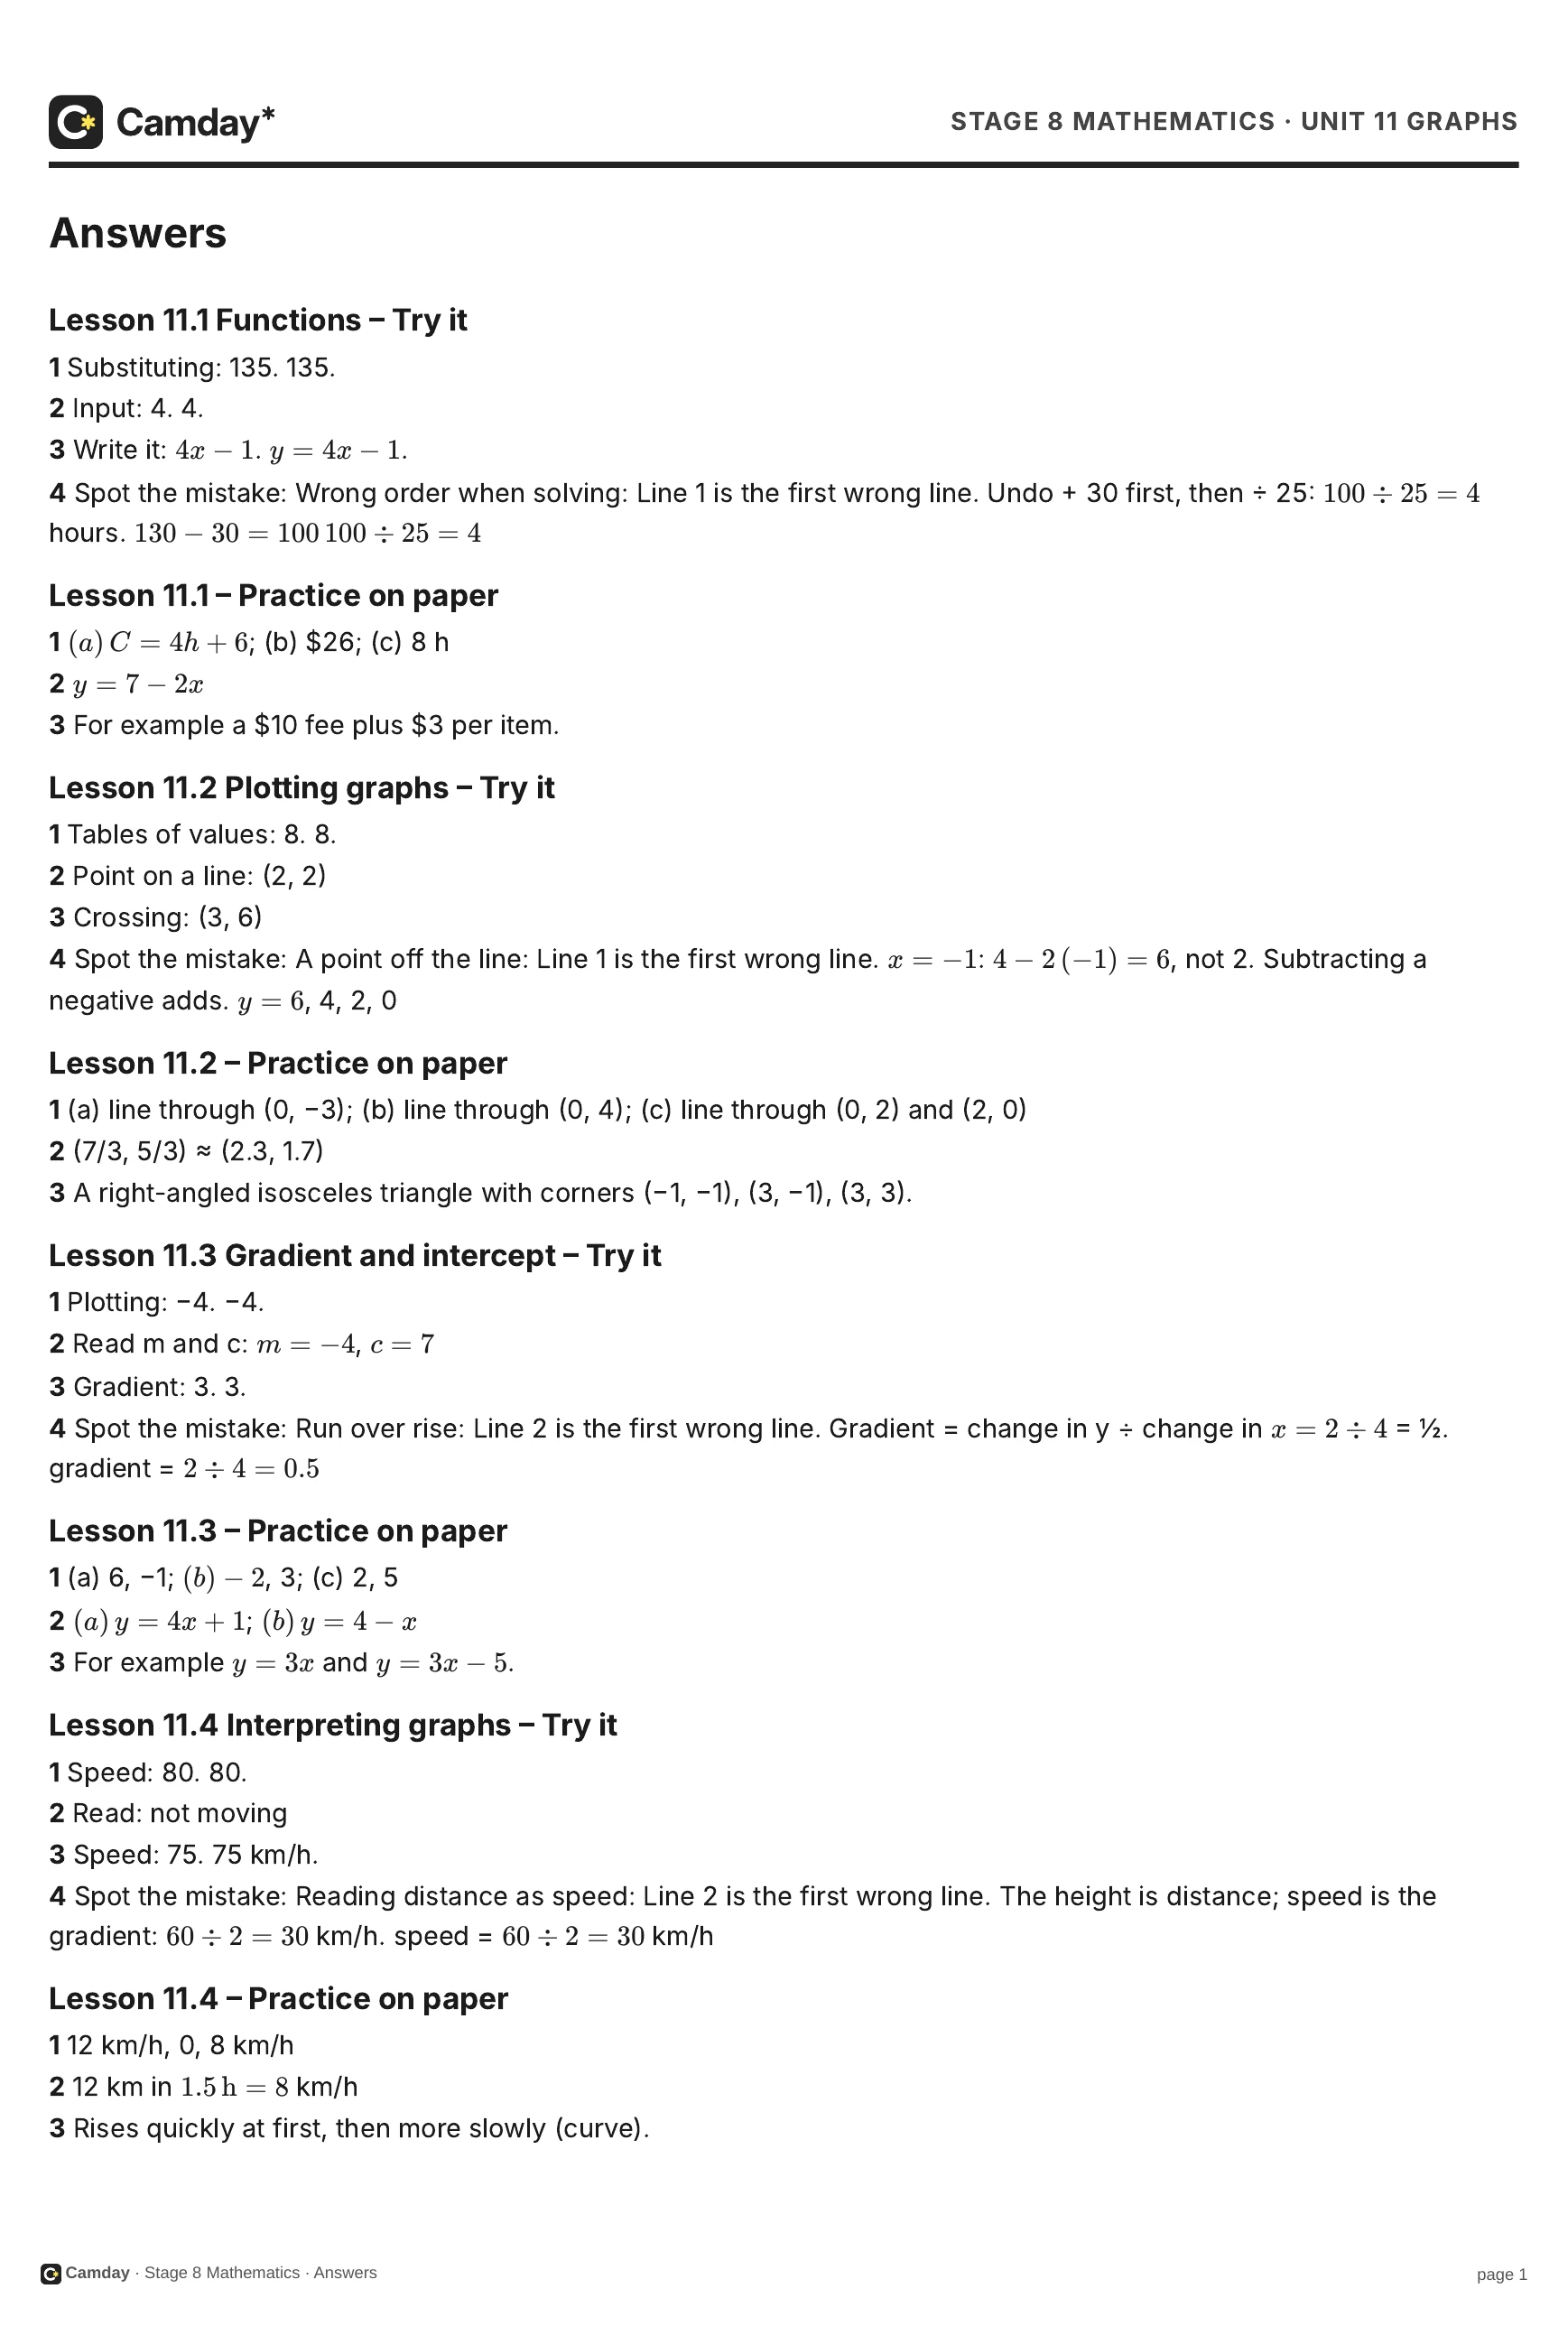 Camday*
STAGE 8 MATHEMATICS · UNIT 11 GRAPHS
Answers
Lesson 11.1 Functions – Try it
1 Substituting: 135. 135.
2 Input: 4. 4.
3 Write it: 4x − 1. y = 4x − 1.
4 Spot the mistake: Wrong order when solving: Line 1 is the first wrong line. Undo + 30 first, then ÷ 25: 100 ÷ 25 = 4
hours. 130 − 30 = 100 100 ÷ 25 = 4
Lesson 11.1 – Practice on paper
1 (a) C = 4h + 6; (b) $26; (c) 8 h
2 y = 7 − 2x
3 For example a $10 fee plus $3 per item.
Lesson 11.2 Plotting graphs – Try it
1 Tables of values: 8. 8.
2 Point on a line: (2, 2)
3 Crossing: (3, 6)
4 Spot the mistake: A point off the line: Line 1 is the first wrong line. x = −1: 4 − 2 (−1) = 6, not 2. Subtracting a
negative adds. y = 6, 4, 2, 0
Lesson 11.2 – Practice on paper
1 (a) line through (0, −3); (b) line through (0, 4); (c) line through (0, 2) and (2, 0)
2 (7/3, 5/3) ≈ (2.3, 1.7)
3 A right-angled isosceles triangle with corners (−1, −1), (3, −1), (3, 3).
Lesson 11.3 Gradient and intercept – Try it
1 Plotting: −4. −4.
2 Read m and c: m = −4, c = 7
3 Gradient: 3. 3.
4 Spot the mistake: Run over rise: Line 2 is the first wrong line. Gradient = change in y ÷ change in x = 2 ÷ 4 = ½.
gradient = 2 ÷ 4 = 0.5
Lesson 11.3 – Practice on paper
1 (a) 6, −1; (b) − 2, 3; (c) 2, 5
2 (a) y = 4x + 1; (b) y = 4 − x
3 For example y = 3x and y = 3x − 5.
Lesson 11.4 Interpreting graphs – Try it
1 Speed: 80. 80.
2 Read: not moving
3 Speed: 75. 75 km/h.
4 Spot the mistake: Reading distance as speed: Line 2 is the first wrong line. The height is distance; speed is the
gradient: 60 ÷ 2 = 30 km/h. speed = 60 ÷ 2 = 30 km/h
Lesson 11.4 – Practice on paper
1 12 km/h, 0, 8 km/h
2 12 km in 1.5 h = 8 km/h
3 Rises quickly at first, then more slowly (curve).
Camday · Stage 8 Mathematics · Answers
page 1